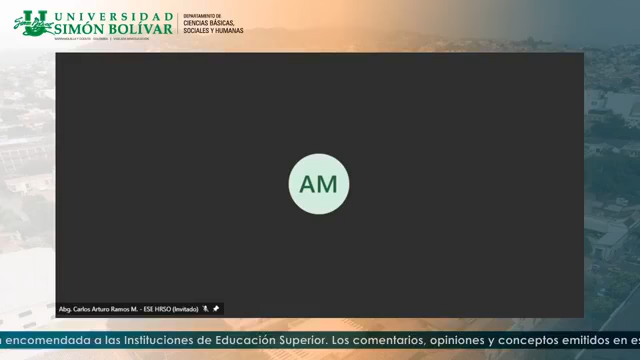 UNIVERSIDAD
SIMÓN BOLÍVAR
DEPARTAMENTO DE
CIENCIAS BÁSICAS,
SOCIALES Y HUMANAS
AM
Abg. Carlos Arturo Ramos M. - ESE HRSO (Invitado)
n encomendada a las Instituciones de Educación Superior. Los comentarios, opiniones y conceptos emitidos en e